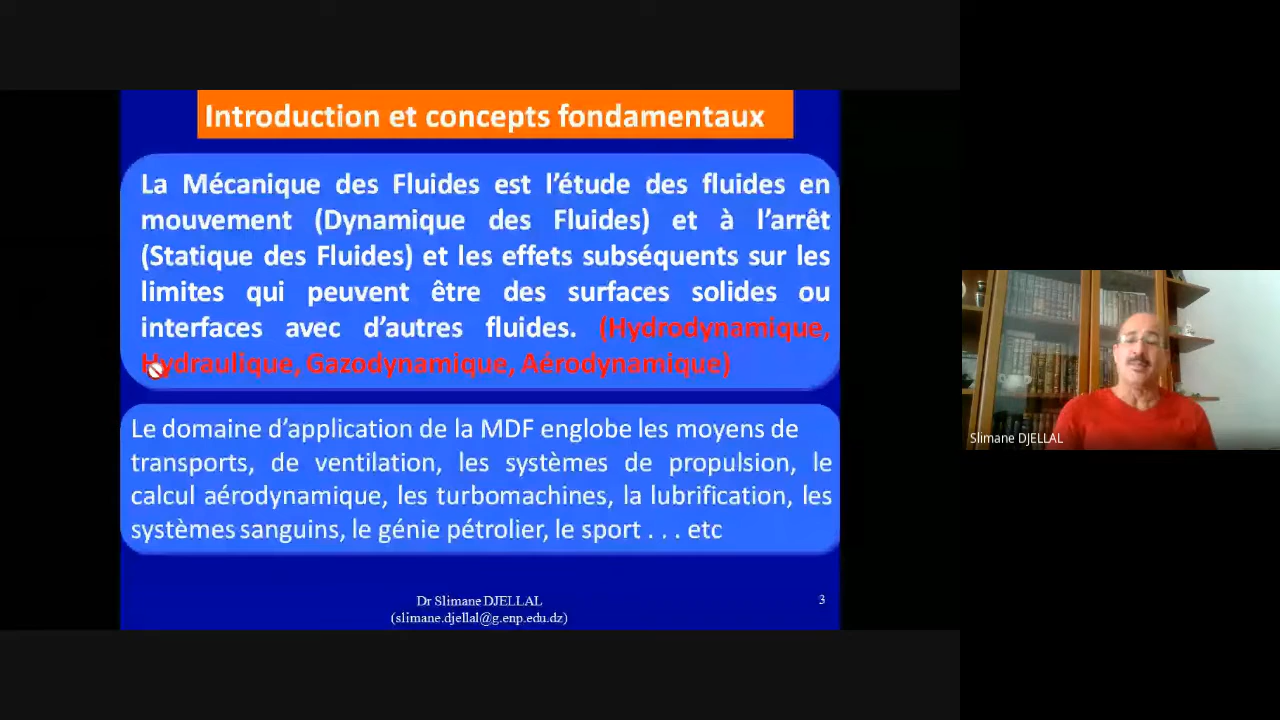 Introduction et concepts fondamentaux
La Mécanique des Fluides est l’étude des fluides en
mouvement (Dynamique des Fluides) et à l’arrêt
(Statique des Fluides) et les effets subséquents sur les
limites qui peuvent être des surfaces solides ou
interfaces avec d’autres fluides. (Hydrodynamique,
Hydraulique, Gazodynamique, Aérodynamique)
Le domaine d’application de la MDF englobe les moyens de
transports, de ventilation, les systèmes de propulsion, le
calcul aérodynamique, les turbomachines, la lubrification, les
systèmes sanguins, le génie pétrolier, le sport . . . etc
Dr Slimane DJELLAL
(slimane.djellal@g.enp.edu.dz)
3
Slimane DJELLAL